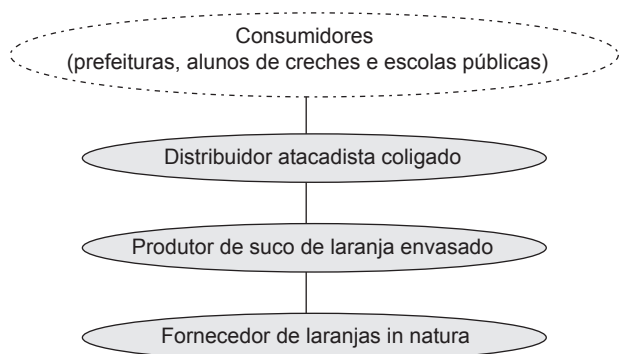 Consumidores
(prefeituras, alunos de creches e escolas públicas)
Distribuidor atacadista coligado
Produtor de suco de laranja envasado
Fornecedor de laranjas in natura